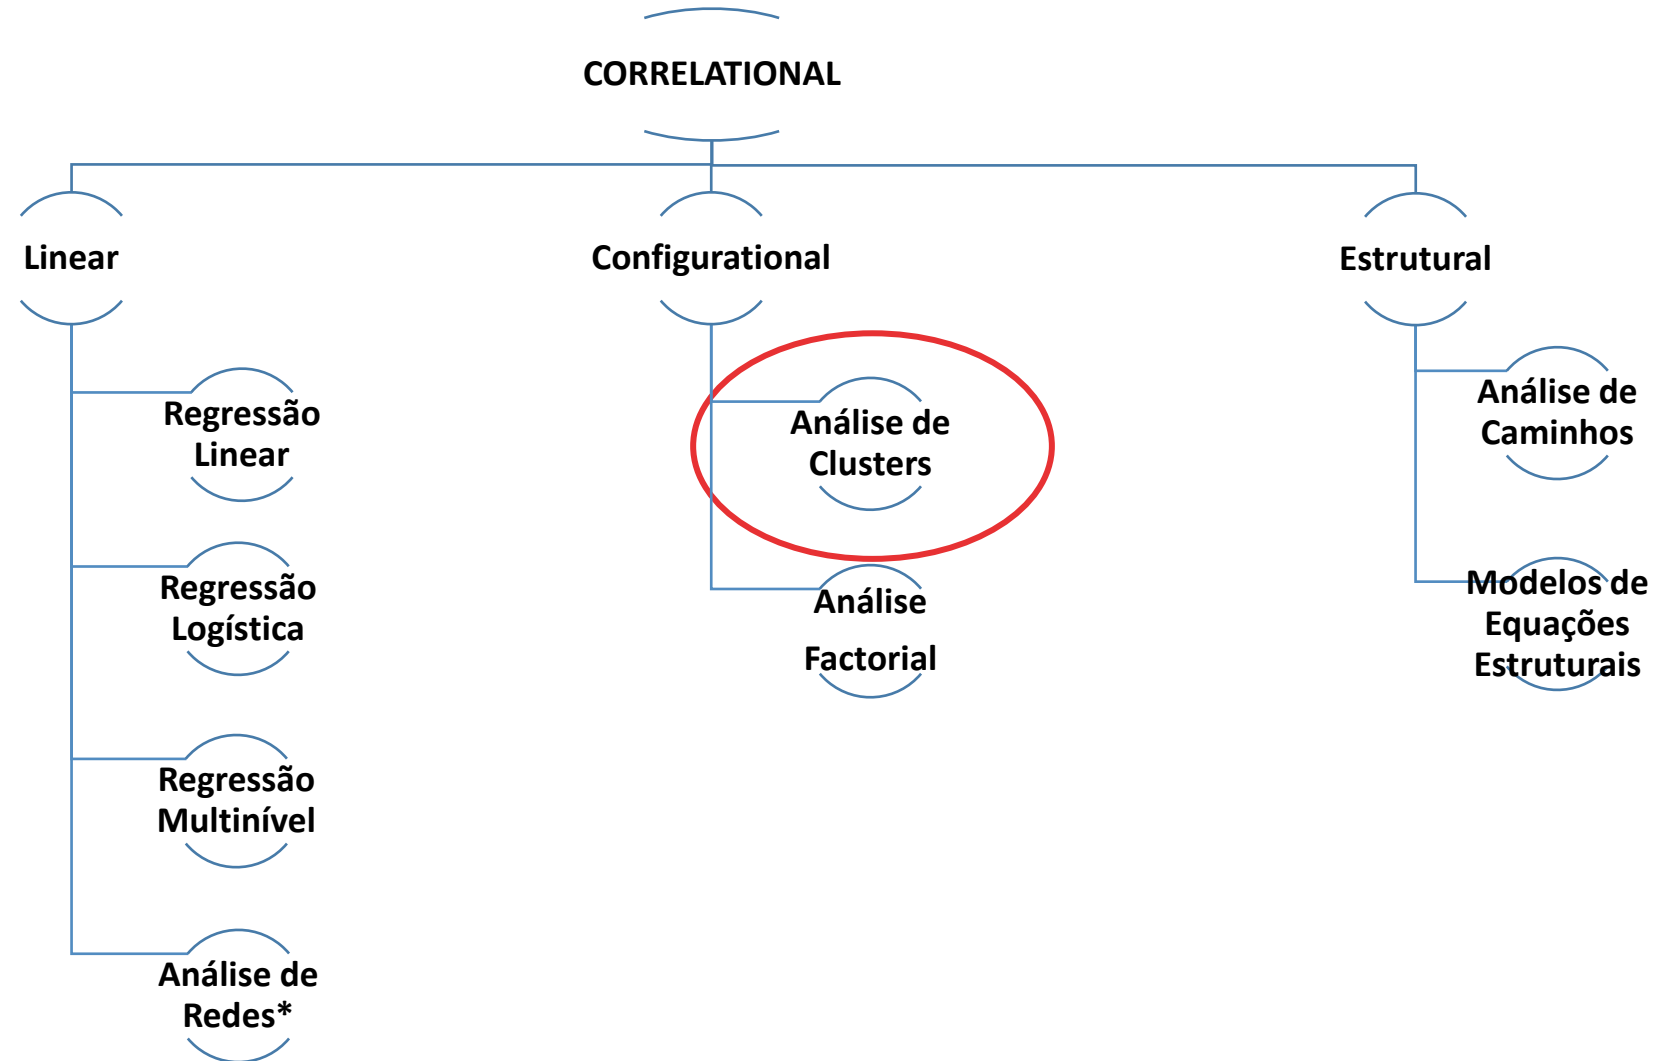 CORRELATIONAL
Linear
Configurational
Estrutural
Regressão
Linear
Regressão
Logística
Regressão
Multinível
Análise de
Redes*
Análise de
Clusters
Análise
Factorial
Análise de
Caminhos
Modelos de
Equações
Estruturais